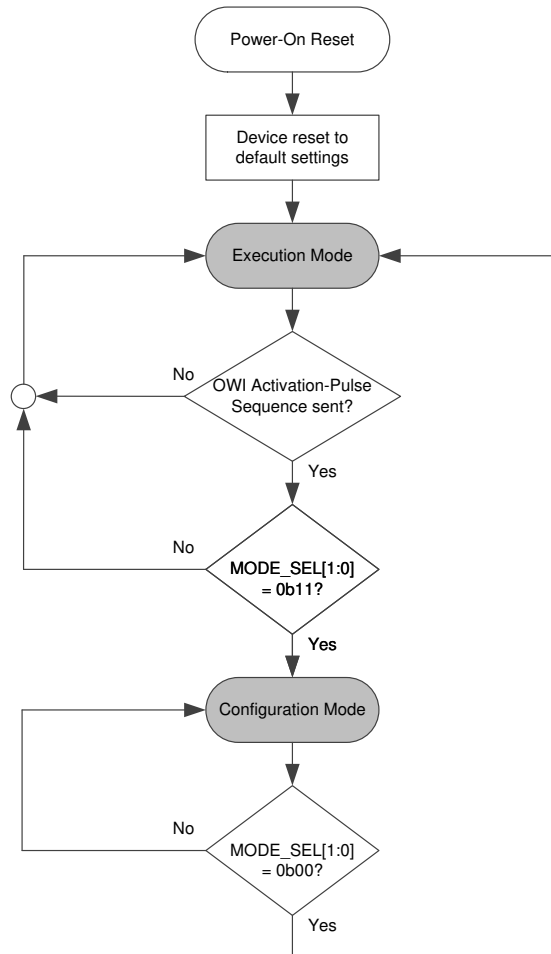 Power-On Reset
Device reset to
default settings
Execution Mode
No
OWI Activation-Pulse
Sequence sent?
Yes
No
MODE_SEL[1:0]
= 0b11?
Yes
Configuration Mode
No
MODE_SEL[1:0]
= 0b00?
Yes